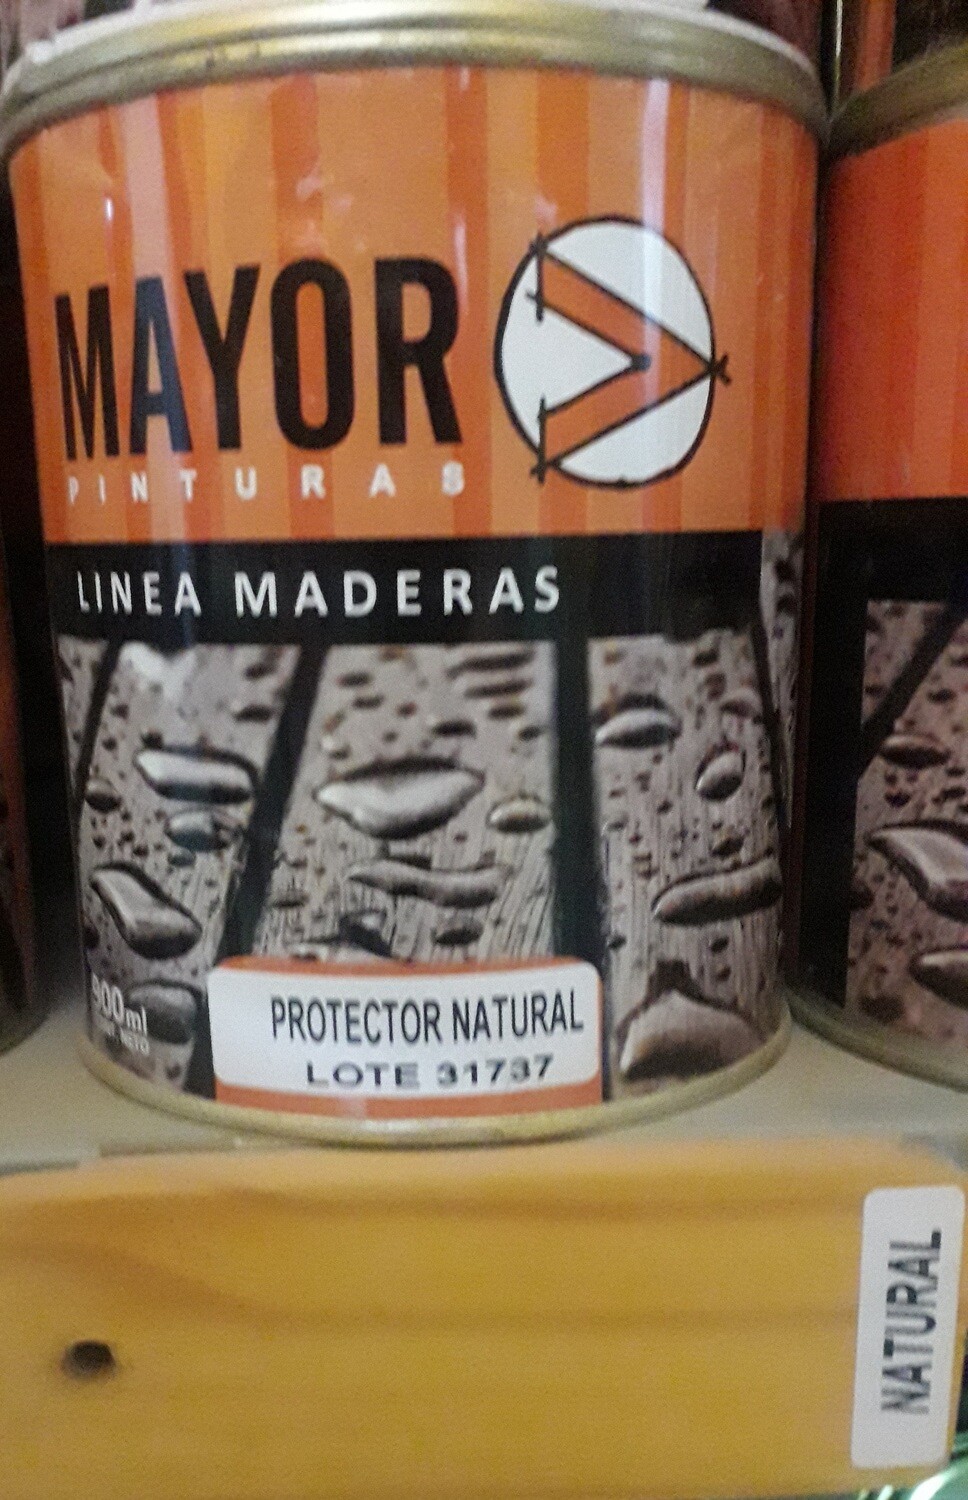 MAYOR
PINTURAS
LINEA MADERAS
900ml
PROTECTOR NATURAL
LOTE 31737
NATURAL